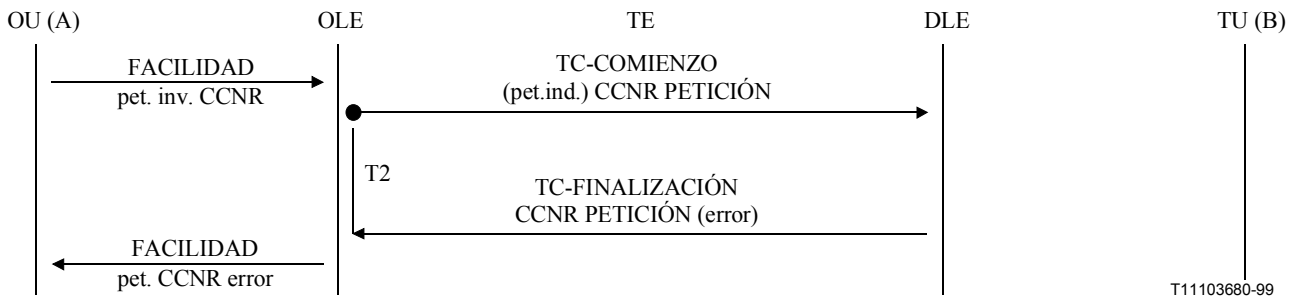 OU (A) OLE TE DLE TU (B)
FACILIDAD
pet. inv. CCNR
TC-COMIENZO
(pet.ind.) CCNR PETICIÓN
T2
TC-FINALIZACIÓN
CCNR PETICIÓN (error)
FACILIDAD
pet. CCNR error
T11103680-99